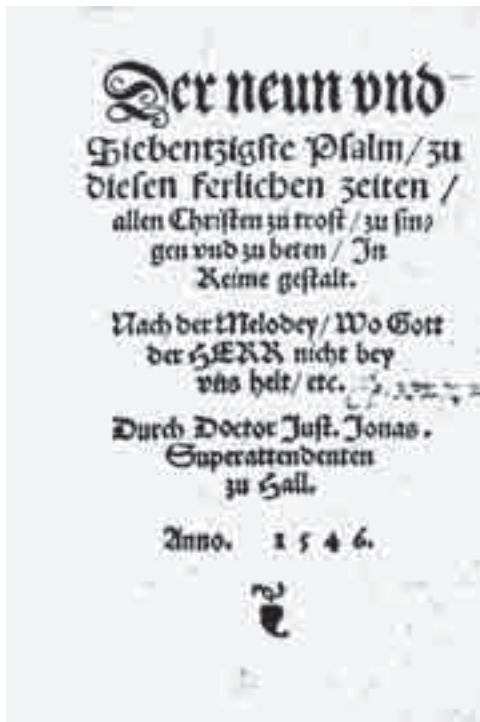 Der neun vnd
Siebentzigste Psalm/ zu
diesen ferlichen zeiten /
allen Christen zu trost / zu sin⸗
gen vnd zu beten / In
Reime gestalt.
Nach der Melodey/ Wo Gott
der HERR nicht bey
vns helt/ etc.
Durch Doctor Just. Jonas.
Superattendenten
zu Hall.
Anno. 1546.